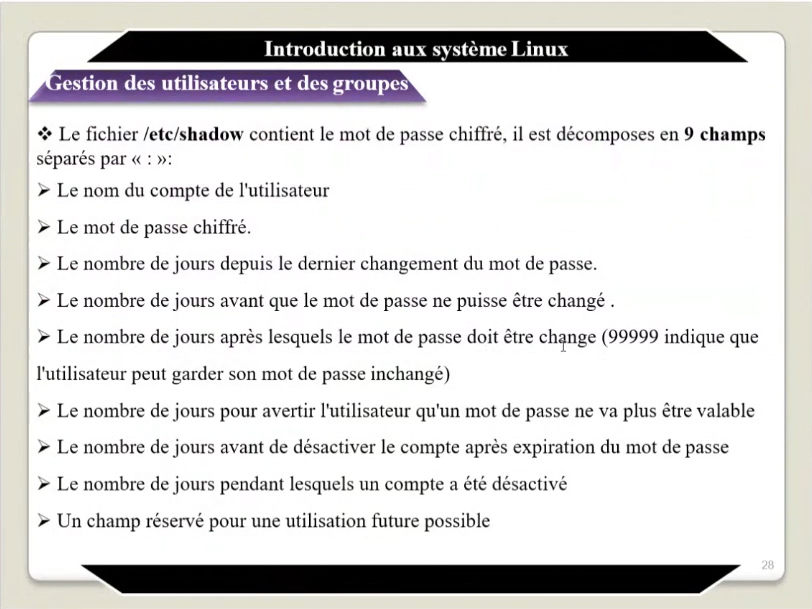 Introduction aux système Linux
Gestion des utilisateurs et des groupes
❖ Le fichier /etc/shadow contient le mot de passe chiffré, il est décomposes en 9 champs
séparés par « : »:
➢ Le nom du compte de l'utilisateur
➢ Le mot de passe chiffré.
➢ Le nombre de jours depuis le dernier changement du mot de passe.
➢ Le nombre de jours avant que le mot de passe ne puisse être changé .
➢ Le nombre de jours après lesquels le mot de passe doit être change (99999 indique que
l'utilisateur peut garder son mot de passe inchangé)
➢ Le nombre de jours pour avertir l'utilisateur qu'un mot de passe ne va plus être valable
➢ Le nombre de jours avant de désactiver le compte après expiration du mot de passe
➢ Le nombre de jours pendant lesquels un compte a été désactivé
➢ Un champ réservé pour une utilisation future possible
28